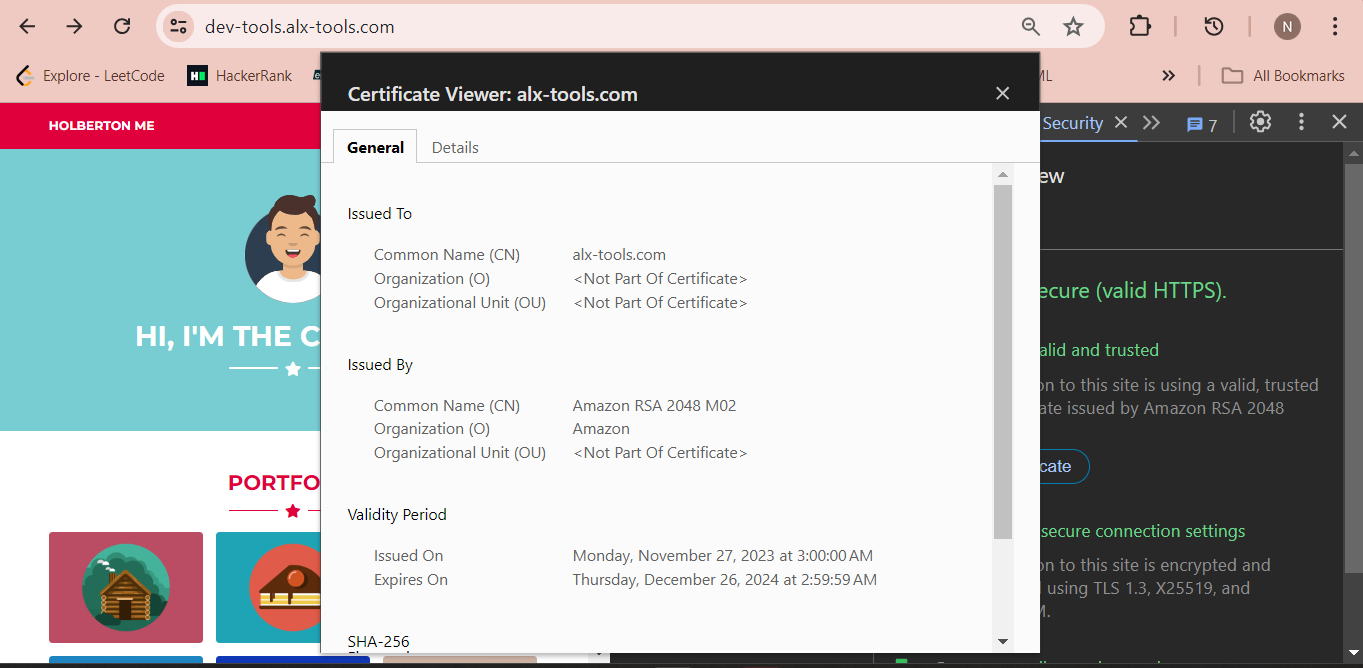 dev-tools.alx-tools.com
N
Explore - LeetCode
HackerRank
ML
All Bookmarks
HOLBERTON ME
HI, I'M THE C
PORTFO
Certificate Viewer: alx-tools.com
General Details
Issued To
Common Name (CN) alx-tools.com
Organization (O) <Not Part Of Certificate>
Organizational Unit (OU) <Not Part Of Certificate>
Issued By
Common Name (CN) Amazon RSA 2048 M02
Organization (O) Amazon
Organizational Unit (OU) <Not Part Of Certificate>
Validity Period
Issued On Monday, November 27, 2023 at 3:00:00 AM
Expires On Thursday, December 26, 2024 at 2:59:59 AM
SHA-256
Security
7
ew
ecure (valid HTTPS).
alid and trusted
on to this site is using a valid, trusted
ate issued by Amazon RSA 2048
cate
secure connection settings
on to this site is encrypted and
using TLS 1.3, X25519, and
M.